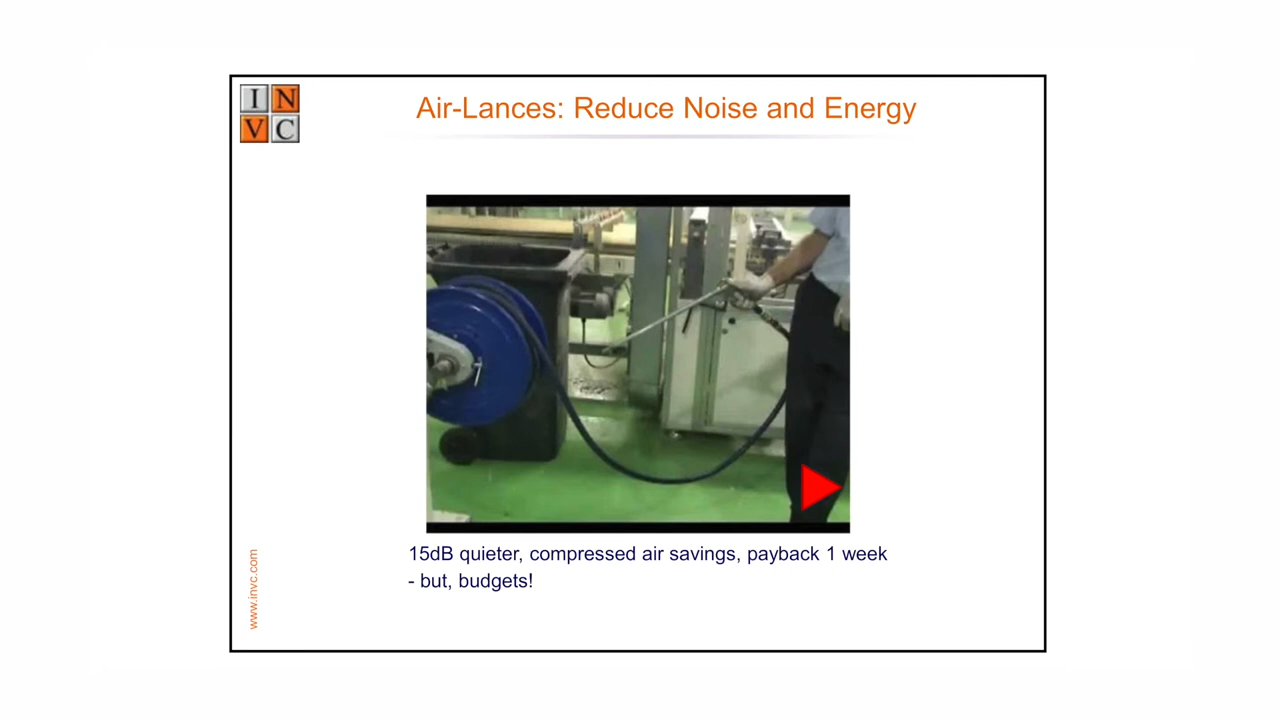 I N
V C
Air-Lances: Reduce Noise and Energy
15dB quieter, compressed air savings, payback 1 week
- but, budgets!
www.invc.com